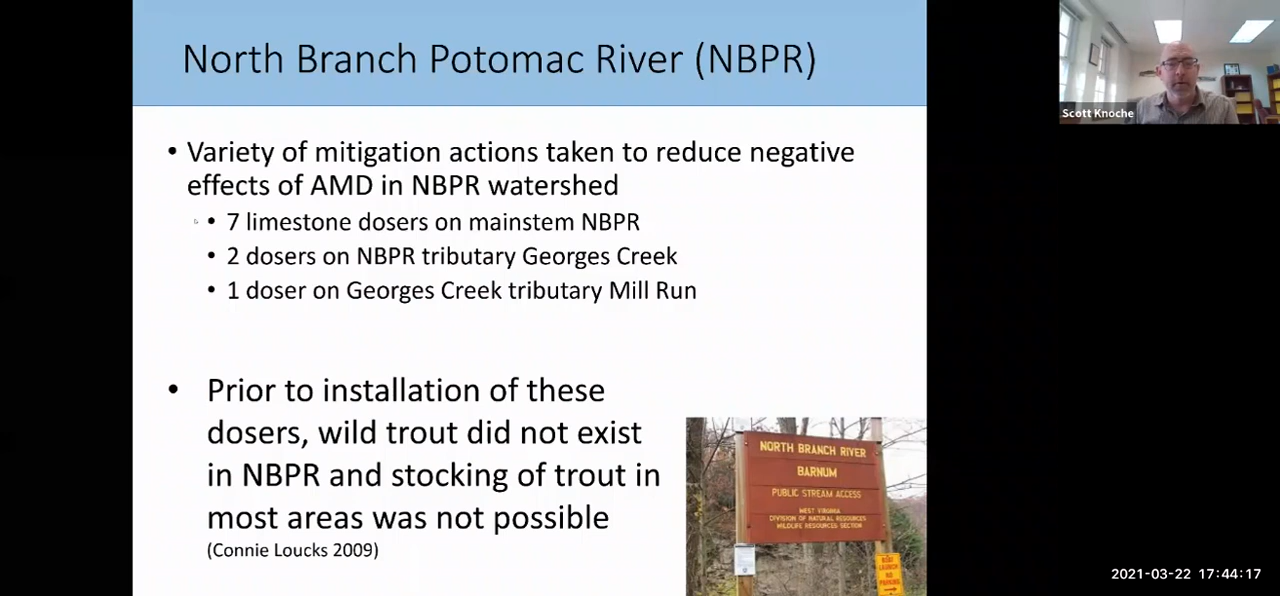 North Branch Potomac River (NBPR)
Scott Knoche
• Variety of mitigation actions taken to reduce negative
effects of AMD in NBPR watershed
• 7 limestone dosers on mainstem NBPR
• 2 dosers on NBPR tributary Georges Creek
• 1 doser on Georges Creek tributary Mill Run
• Prior to installation of these
dosers, wild trout did not exist
in NBPR and stocking of trout in
most areas was not possible
(Connie Loucks 2009)
NORTH BRANCH RIVER
BARNUM
PUBLIC STREAM ACCESS
WEST VIRGINIA
DIVISION OF NATURAL RESOURCES
WILDLIFE RESOURCES SECTION
BOAT
LAUNCH
NO
PARKING
2021-03-22 17:44:17